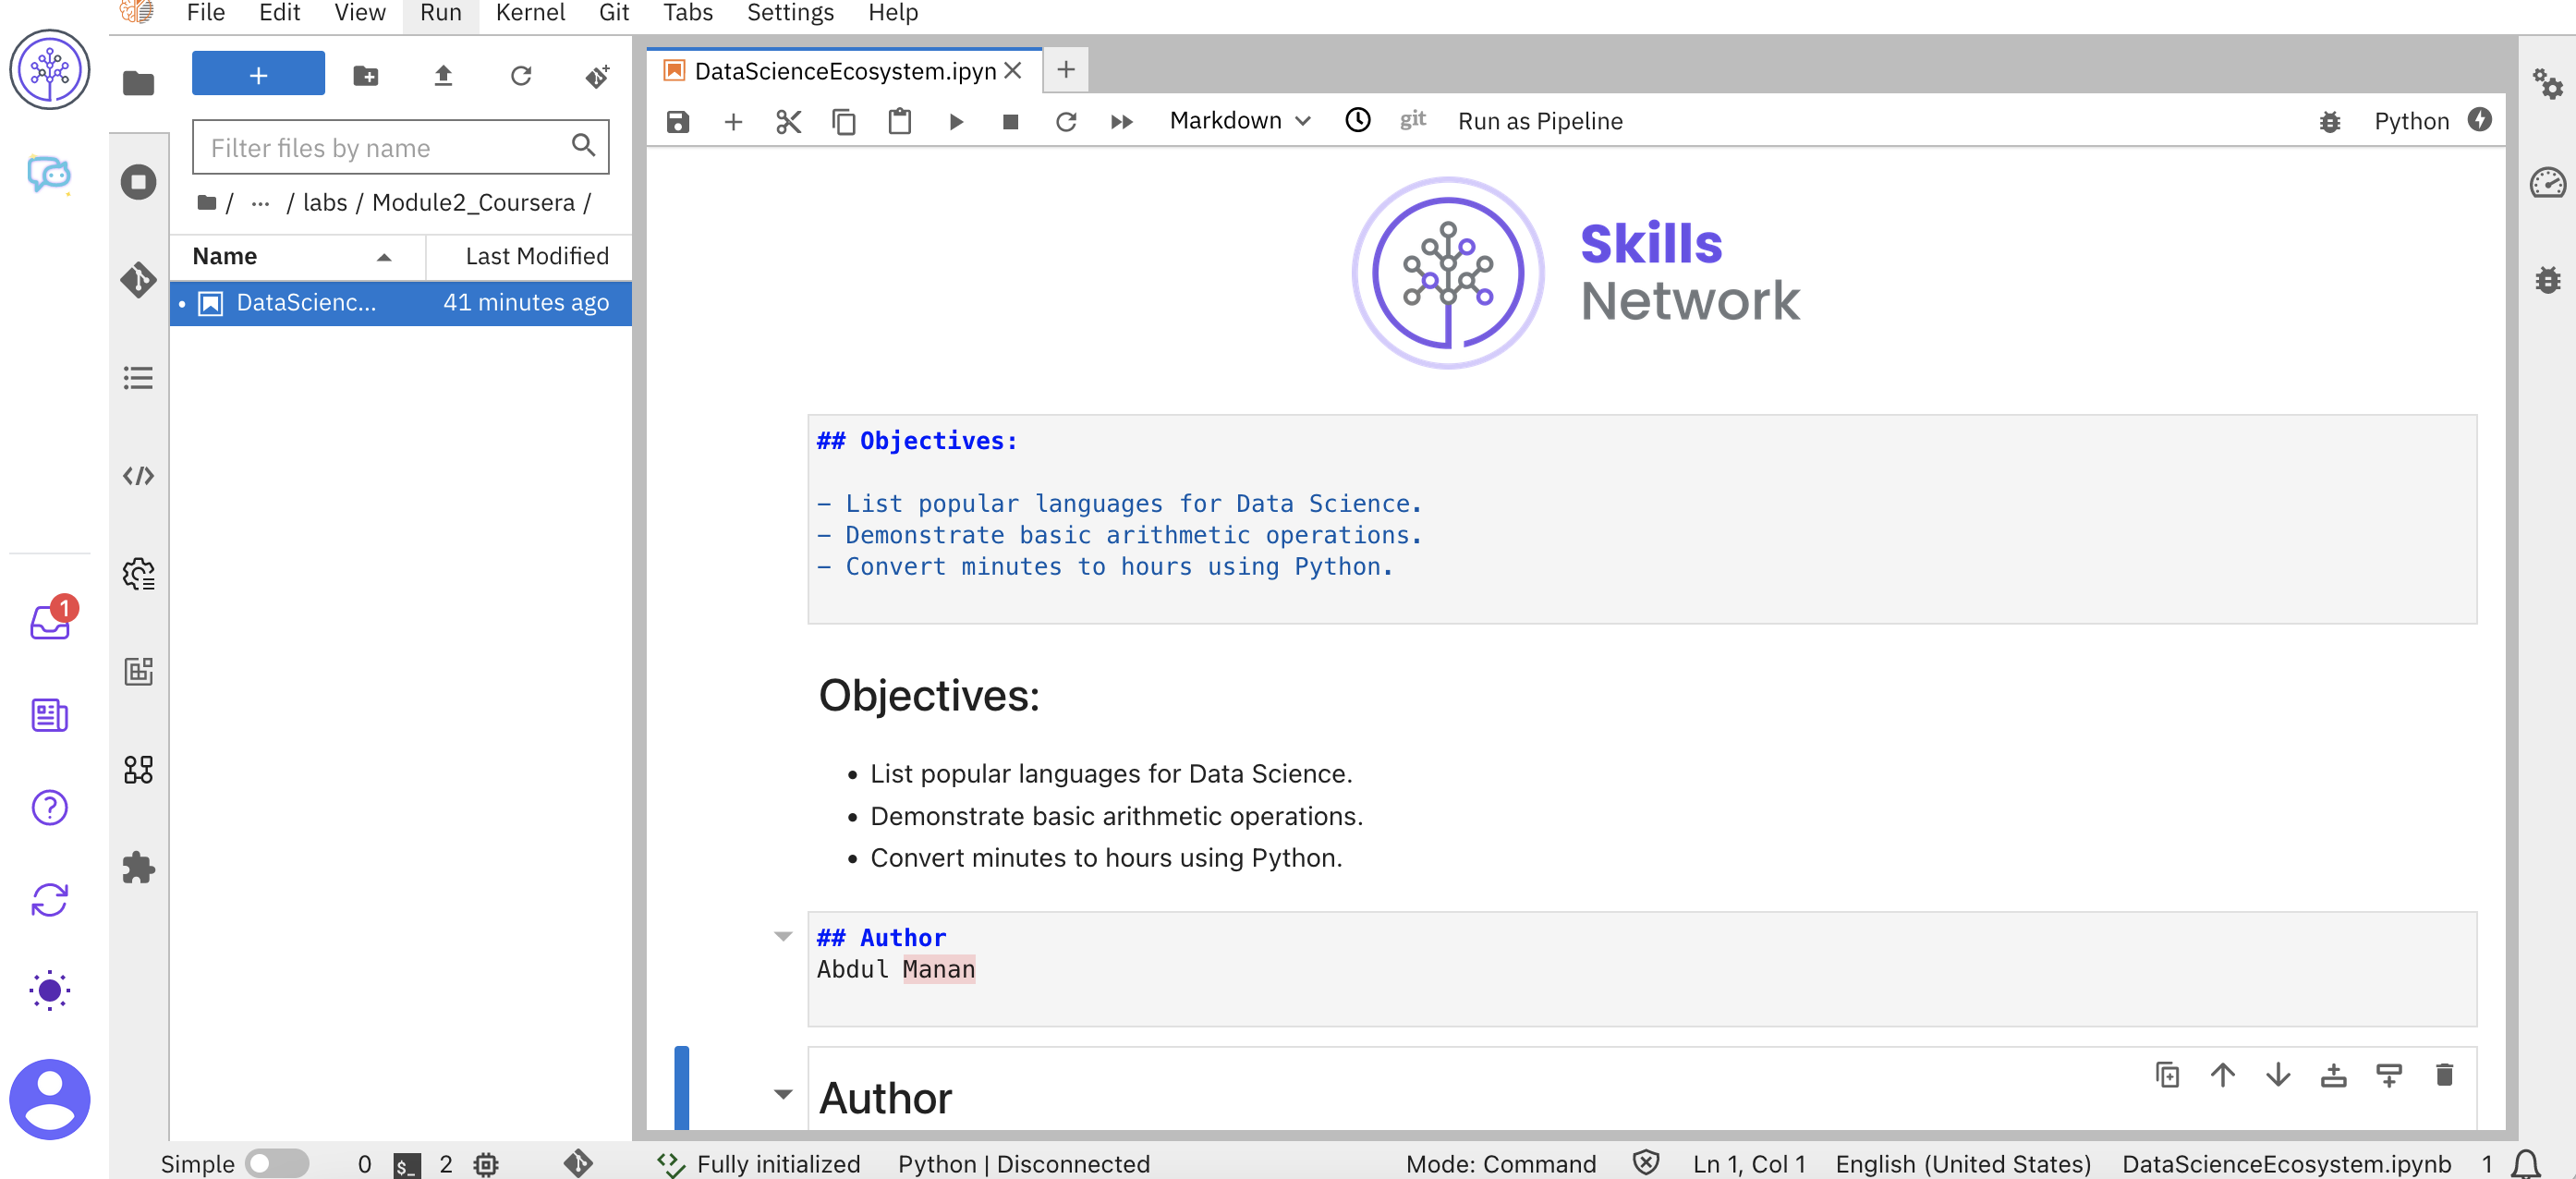 File Edit View Run Kernel Git Tabs Settings Help
+
DataScienceEcosystem.ipyn
Markdown
git
Run as Pipeline
Python
Filter files by name
/ ... / labs / Module2_Coursera /
Name Last Modified
DataScienc... 41 minutes ago
Skills
Network
## Objectives:
- List popular languages for Data Science.
- Demonstrate basic arithmetic operations.
- Convert minutes to hours using Python.
Objectives:
• List popular languages for Data Science.
• Demonstrate basic arithmetic operations.
• Convert minutes to hours using Python.
## Author
Abdul Manan
Author
1
Simple 0 $_ 2 Fully initialized Python | Disconnected Mode: Command Ln 1, Col 1 English (United States) DataScienceEcosystem.ipynb 1